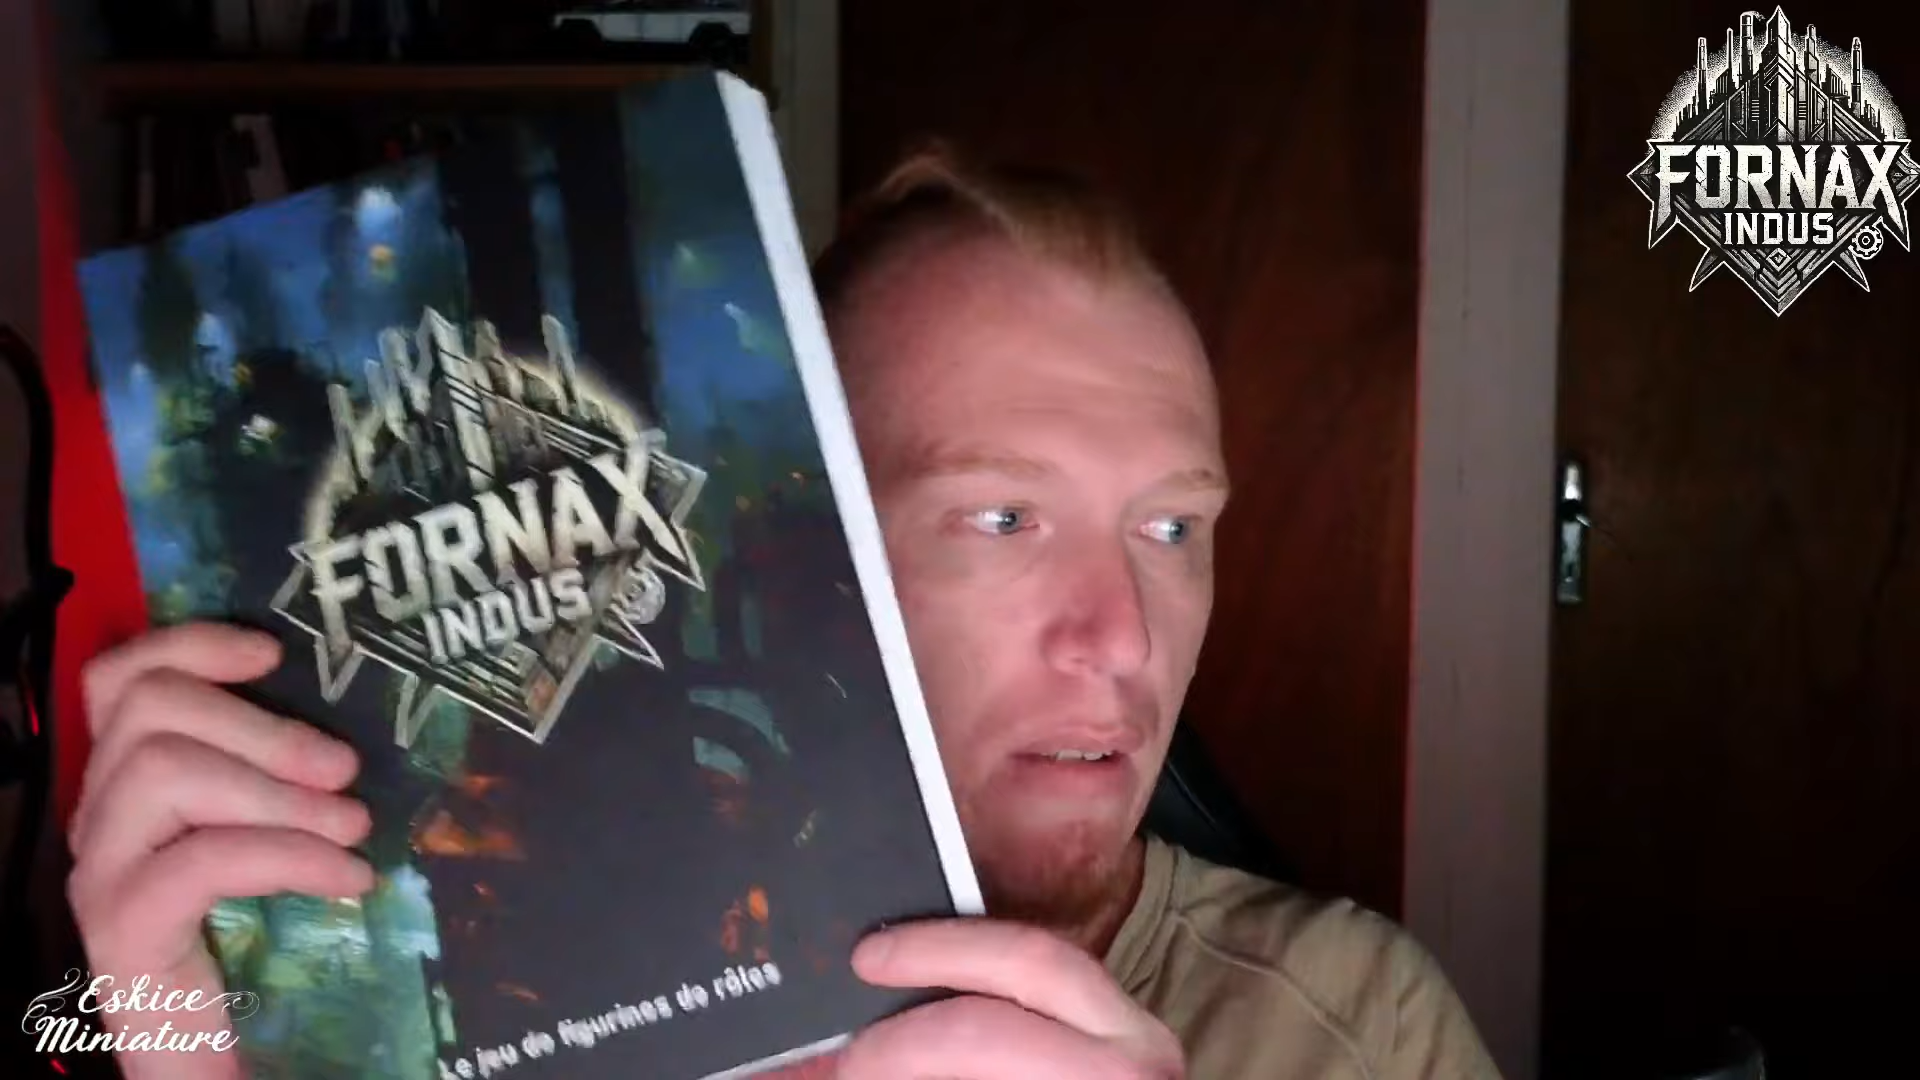 FORNAX
INDUS
FORNAX
INDUS
Le jeu de figurines de rôles
Eskice
Miniature